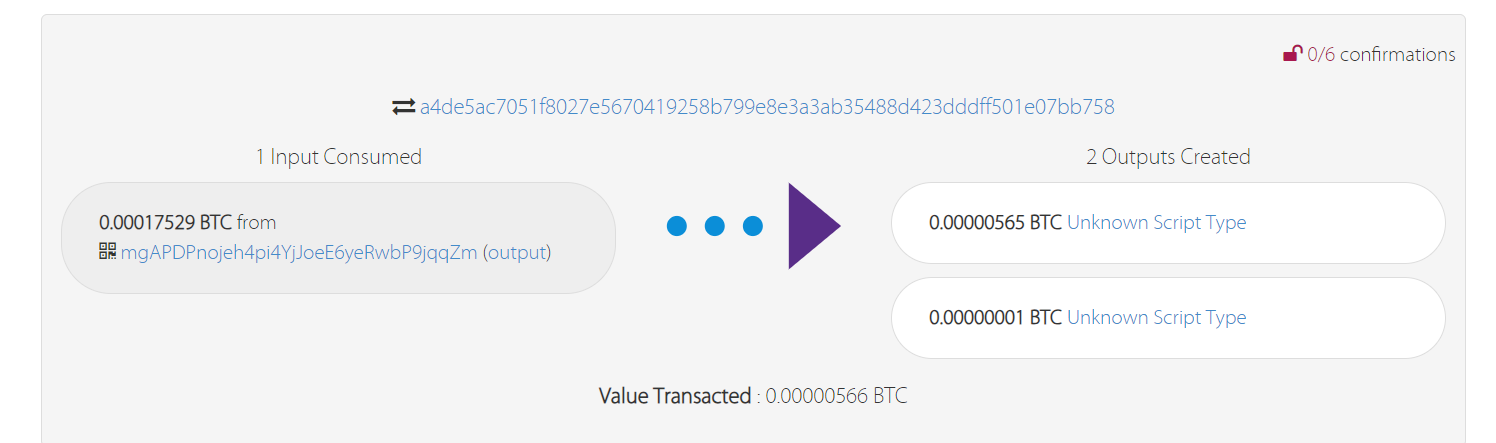 0/6 confirmations
a4de5ac7051f8027e5670419258b799e8e3a3ab35488d423dddff501e07bb758
1 Input Consumed
2 Outputs Created
0.00017529 BTC from
mgAPDPnojeh4pi4YjJoeE6yeRwbP9jqqZm (output)
0.00000565 BTC Unknown Script Type
0.00000001 BTC Unknown Script Type
Value Transacted : 0.00000566 BTC